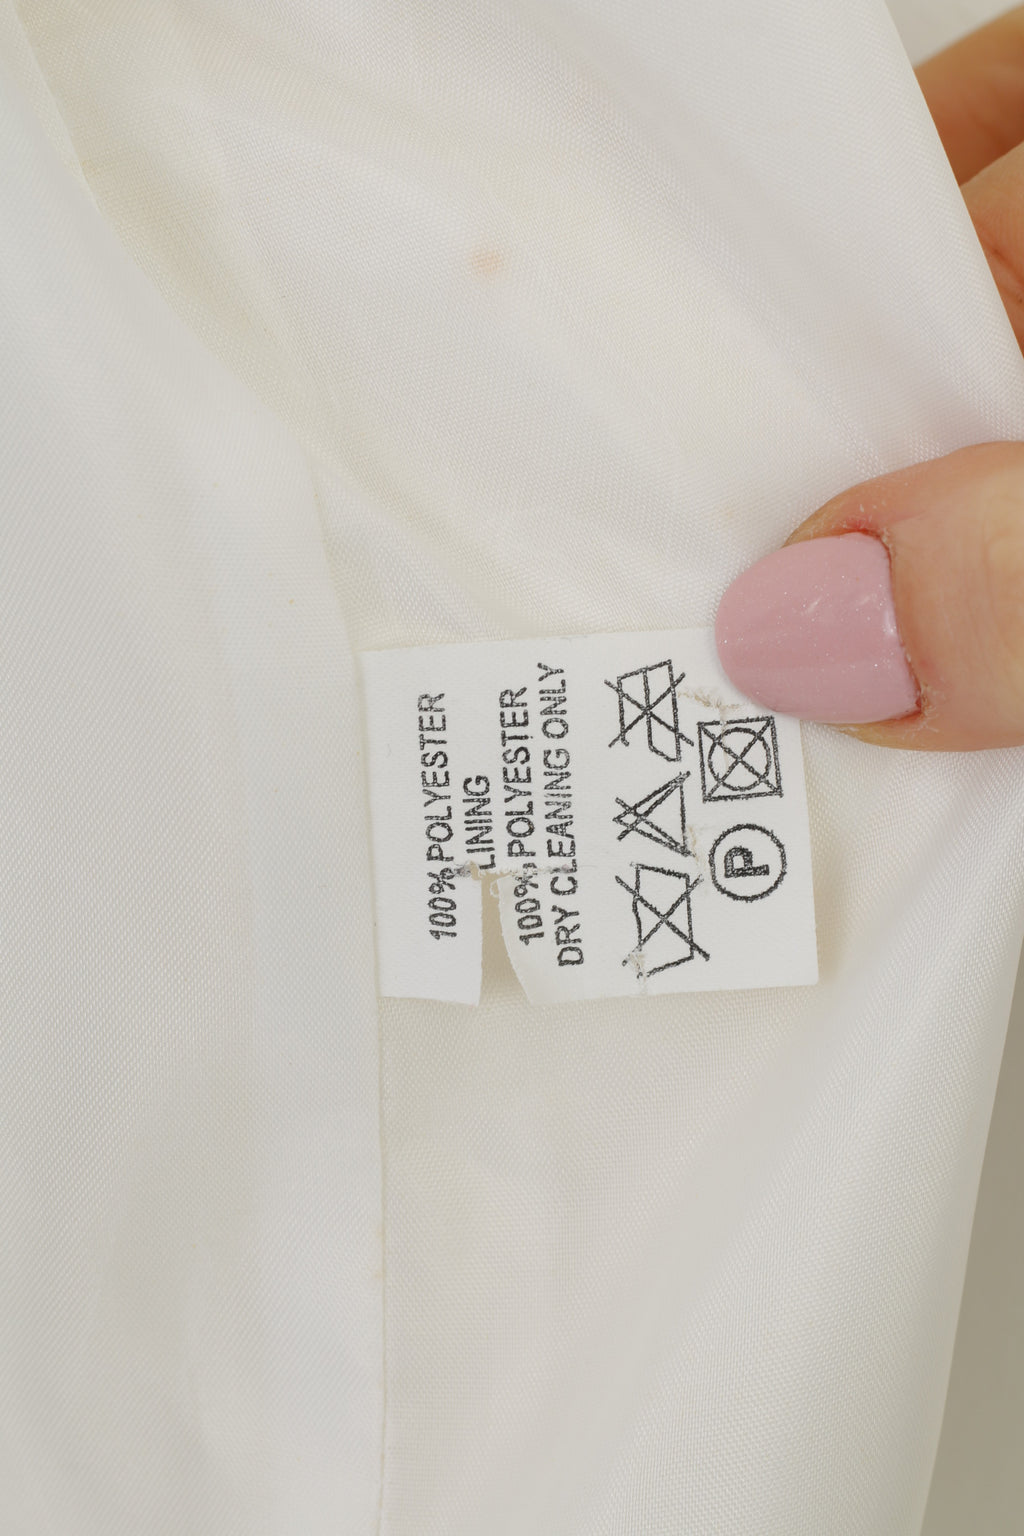 100% POLYESTER
LINING
100% POLYESTER
DRY CLEANING ONLY
P